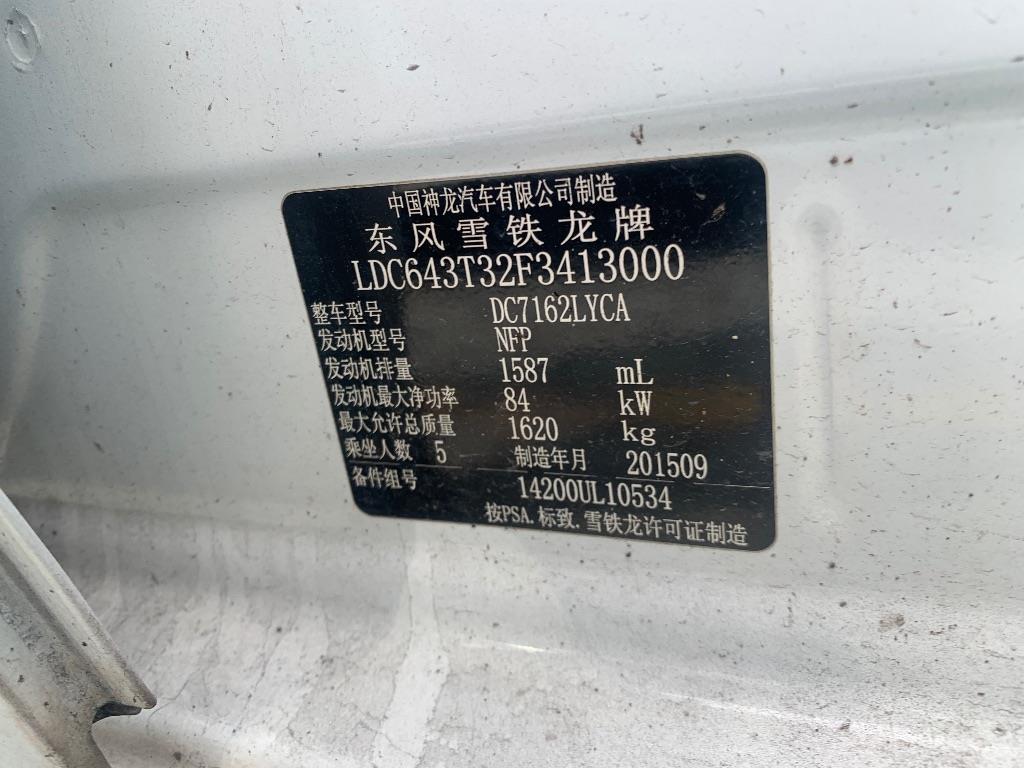 中国神龙汽车有限公司制造
东风雪铁龙牌
LDC643T32F3413000
整车型号 DC7162LYCA
发动机型号 NFP
发动机排量 1587 mL
发动机最大净功率 84 kW
最大允许总质量 1620 kg
乘坐人数 5 制造年月 201509
备件组号 14200UL10534
按PSA.标致.雪铁龙许可证制造